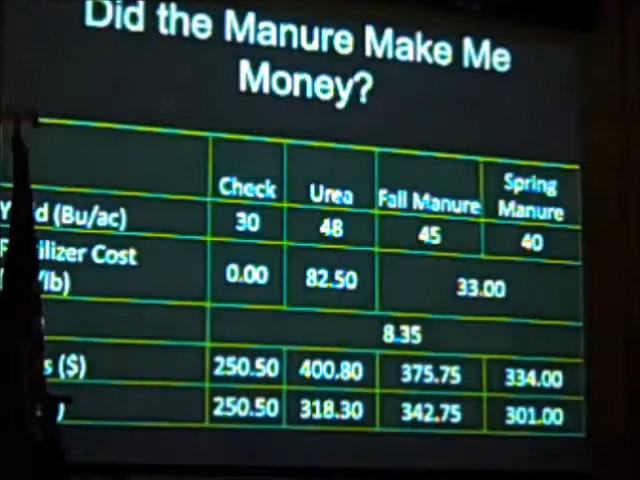 Did the Manure Make Me
Money?
Check Urea Fall Manure Spring Manure
(Bu/ac) 30 48 45 40
Cost 0.00 82.50 33.00
8.35
($) 250.50 400.80 375.75 334.00
250.50 318.30 342.75 301.00